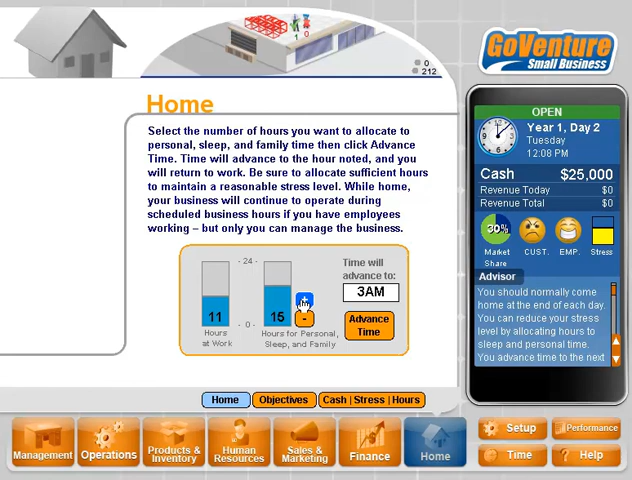 1 0
0
212
GoVenture
Small Business
Home
Select the number of hours you want to allocate to
personal, sleep, and family time then click Advance
Time. Time will advance to the hour noted, and you
will return to work. Be sure to allocate sufficient hours
to maintain a reasonable stress level. While home,
your business will continue to operate during
scheduled business hours if you have employees
working – but only you can manage the business.
- 24 -
- 0 -
11
Hours
at Work
15
Hours for Personal,
Sleep, and Family
+
-
Time will
advance to:
3AM
Advance
Time
OPEN
Year 1, Day 2
Tuesday
12:08 PM
Cash $25,000
Revenue Today $0
Revenue Total $0
30%
Market
Share
CUST.
EMP.
Stress
Advisor
You should normally come
home at the end of each day.
You can reduce your stress
level by allocating hours to
sleep and personal time.
You advance time to the next
Home
Objectives
Cash | Stress | Hours
Management
Operations
Products &
Inventory
Human
Resources
Sales &
Marketing
Finance
Home
Setup
Performance
Time
Help